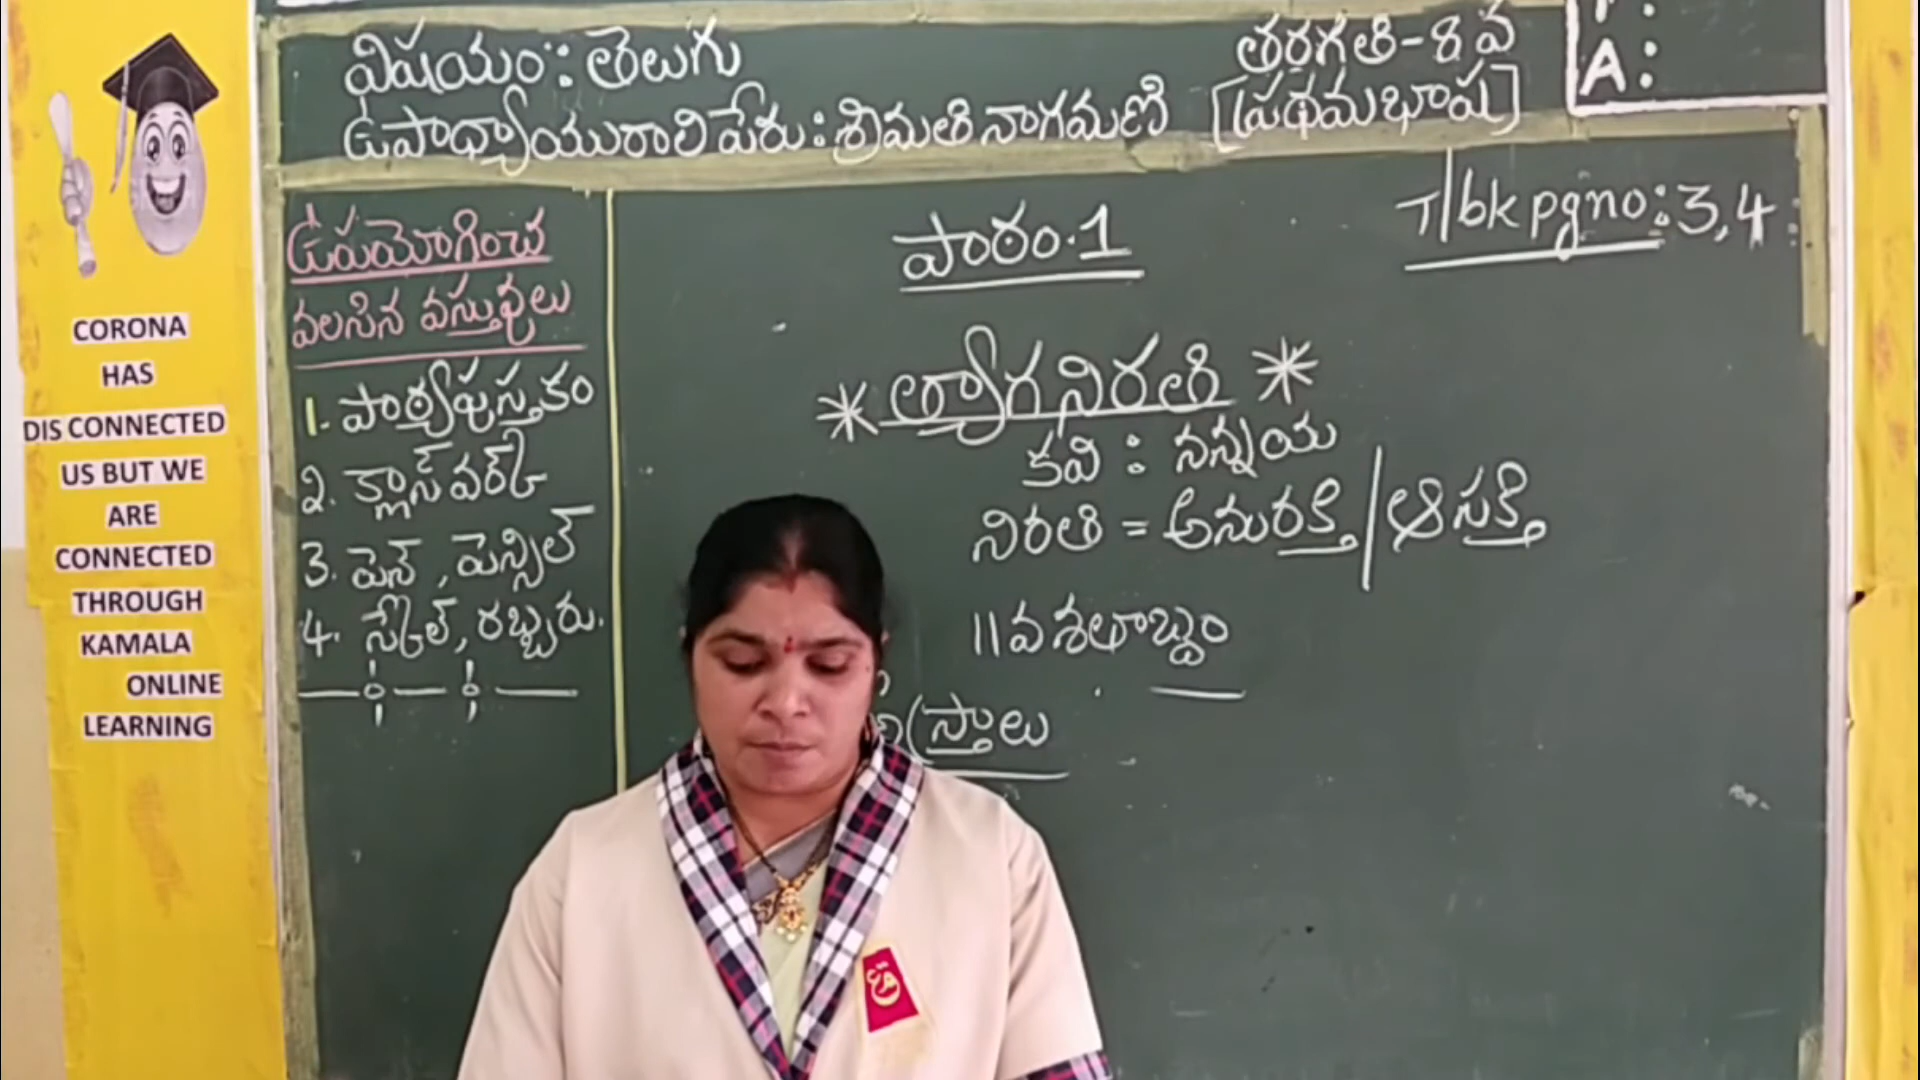 CORONA
HAS
DIS CONNECTED
US BUT WE
ARE
CONNECTED
THROUGH
KAMALA
ONLINE
LEARNING
విషయం: తెలుగు
తరగతి-8 వ
ఉపాధ్యాయురాలి పేరు: శ్రీమతి నాగమణి
[ప్రథమభాష]
A:
ఉపయోగించ
వలసిన వస్తువులు
1. పాఠ్యపుస్తకం
2. క్లాస్ వర్క్
3. పెన్, పెన్సిల్
4. స్కేల్, రబ్బరు.
పాఠం.1
T/bk pg no: 3,4
* త్యాగనిరతి *
కవి : నన్నయ
నిరతి = అనురక్తి/ఆసక్తి
11వ శతాబ్దం